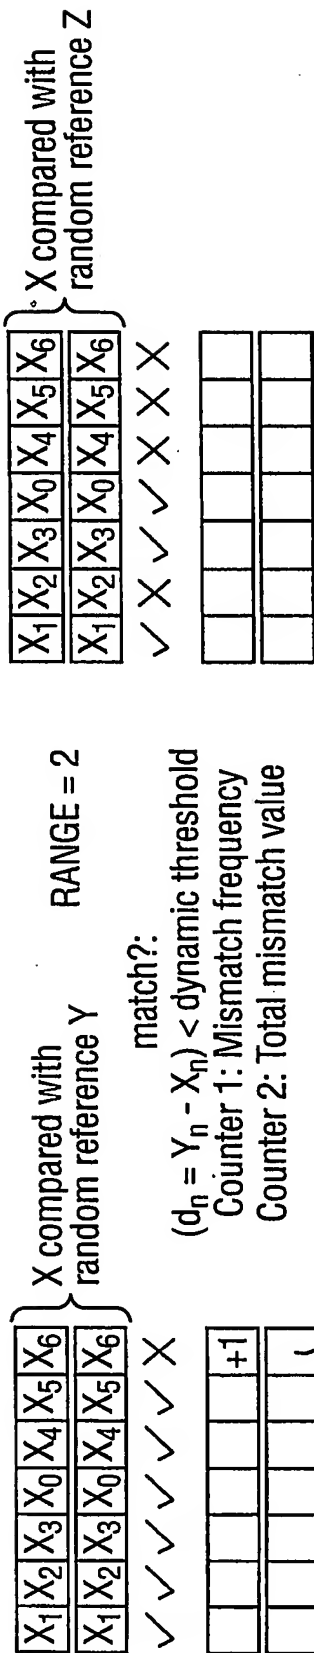 X1 X2 X3 X0 X4 X5 X6
X1 X2 X3 X0 X4 X5 X6
✓ ✓ ✓ ✓ ✓ ✓ X
+1
X compared with
random reference Y
RANGE = 2
match?:
(dn = Yn - Xn) < dynamic threshold
Counter 1: Mismatch frequency
Counter 2: Total mismatch value
X1 X2 X3 X0 X4 X5 X6
X1 X2 X3 X0 X4 X5 X6
✓ X ✓ ✓ X X X
X compared with
random reference Z